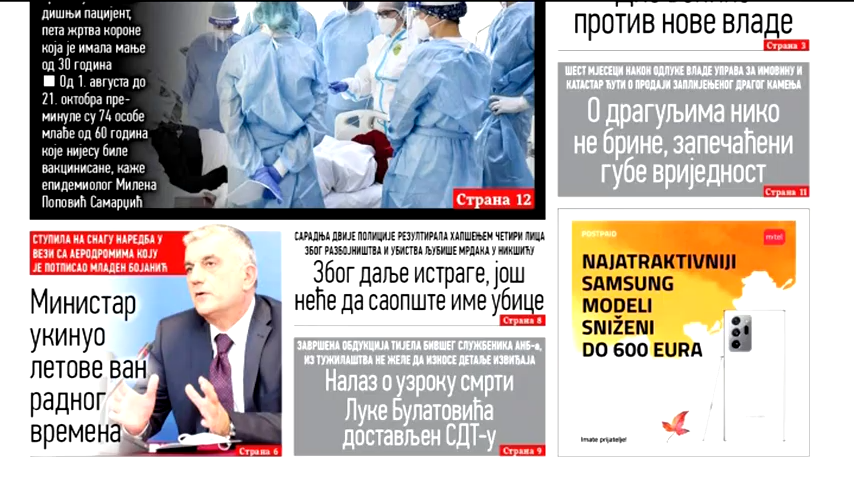 дишњи пацијент,
пета жртва короне
која је имала мање
од 30 година
■ Од 1. августа до
21. октобра пре-
минуле су 74 особе
млађе од 60 година
које нијесу биле
вакцинисане, каже
епидемиолог Милена
Поповић Самарџић
Страна 12
против нове владе
Страна 3
ШЕСТ МЈЕСЕЦИ НАКОН ОДЛУКЕ ВЛАДЕ УПРАВА ЗА ИМОВИНУ И
КАТАСТАР ЋУТИ О ПРОДАЈИ ЗАПЛИЈЕЊЕНОГ ДРАГОГ КАМЕЊА
О драгуљима нико
не брине, запечаћени
губе вриједност
Страна 11
СТУПИЛА НА СНАГУ НАРЕДБА У
ВЕЗИ СА АЕРОДРОМИМА КОЈУ
ЈЕ ПОТПИСАО МЛАДЕН БОЈАНИЋ
Министар
укинуо
летове ван
радног
времена
Страна 6
САРАДЊА ДВИЈЕ ПОЛИЦИЈЕ РЕЗУЛТИРАЛА ХАПШЕЊЕМ ЧЕТИРИ ЛИЦА
ЗБОГ РАЗБОЈНИШТВА И УБИСТВА ЉУБИШЕ МРДАКА У НИКШИЋУ
Због даље истраге, још
неће да саопште име убице
Страна 8
ЗАВРШЕНА ОБДУКЦИЈА ТИЈЕЛА БИВШЕГ СЛУЖБЕНИКА АНБ-а,
ИЗ ТУЖИЛАШТВА НЕ ЖЕЛЕ ДА ИЗНОСЕ ДЕТАЉЕ ИЗВИЂАЈА
Налаз о узроку смрти
Луке Булатовића
достављен СДТ-у
Страна 9
POSTPAID
mtel
NAJATRAKTIVNIJI
SAMSUNG
MODELI
SNIŽENI
DO 600 EURA
Imate prijatelje!